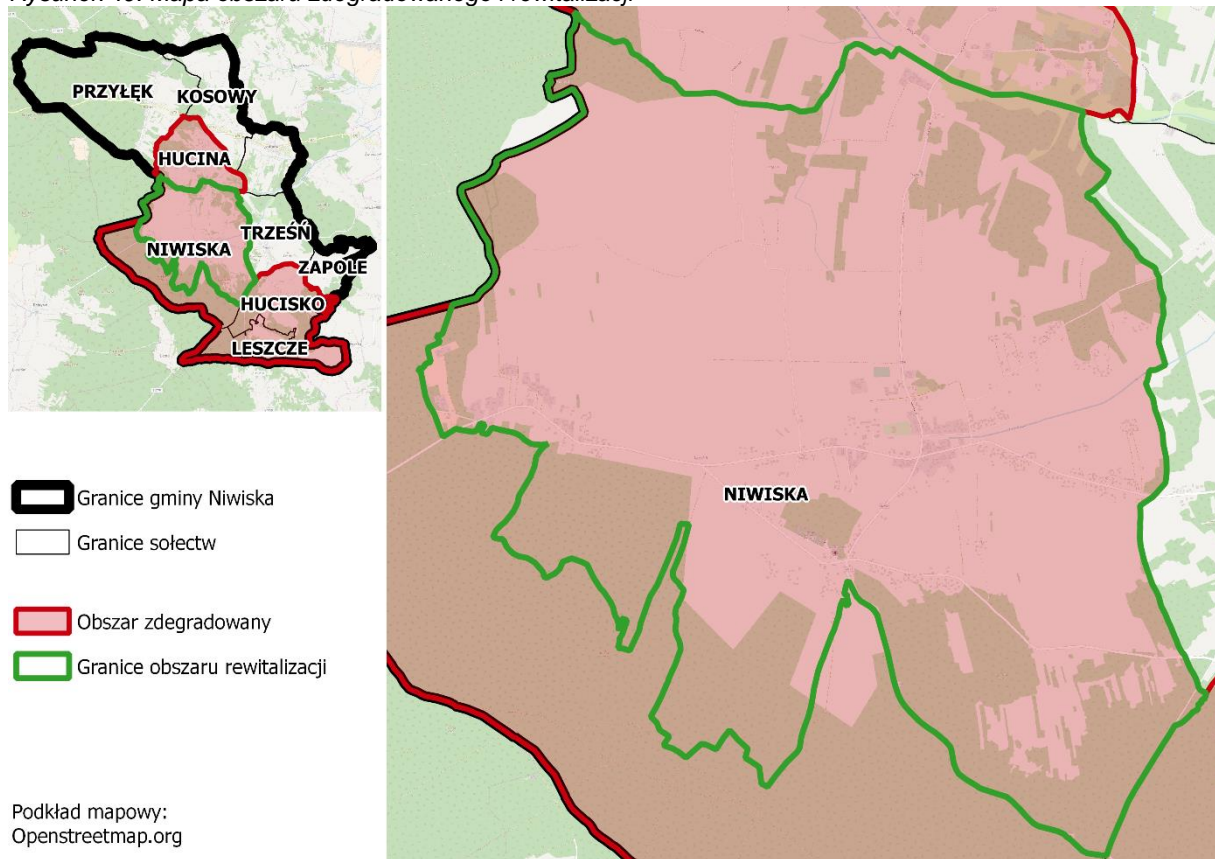 PRZYŁĘK
KOSOWY
HUCINA
TRZEŚŃ
NIWISKA
ZAPOLE
HUCISKO
LESZCZE
NIWISKA
Granice gminy Niwiska
Granice sołectw
Obszar zdegradowany
Granice obszaru rewitalizacji
Podkład mapowy:
Openstreetmap.org